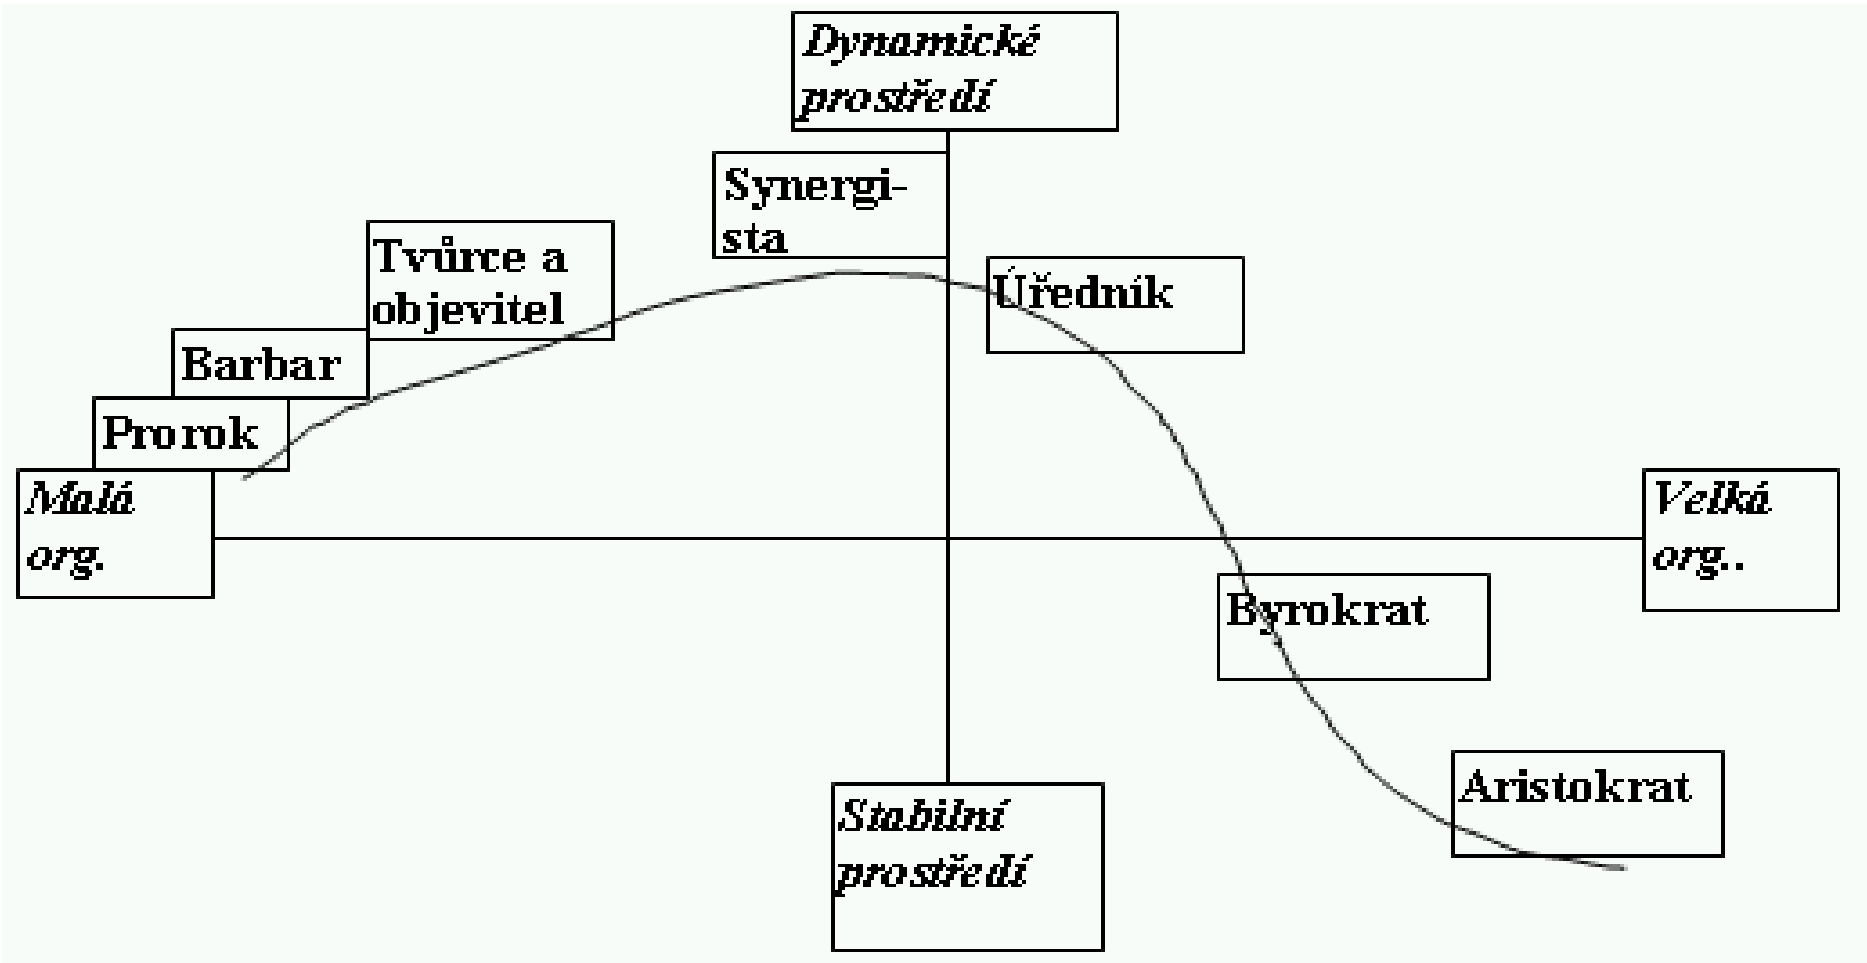 Dynamické
prostředí
Synergi-
sta
Tvůrce a
objevitel
Úředník
Barbar
Prorok
Malá
org.
Velká
org..
Byrokrat
Aristokrat
Stabilní
prostředí